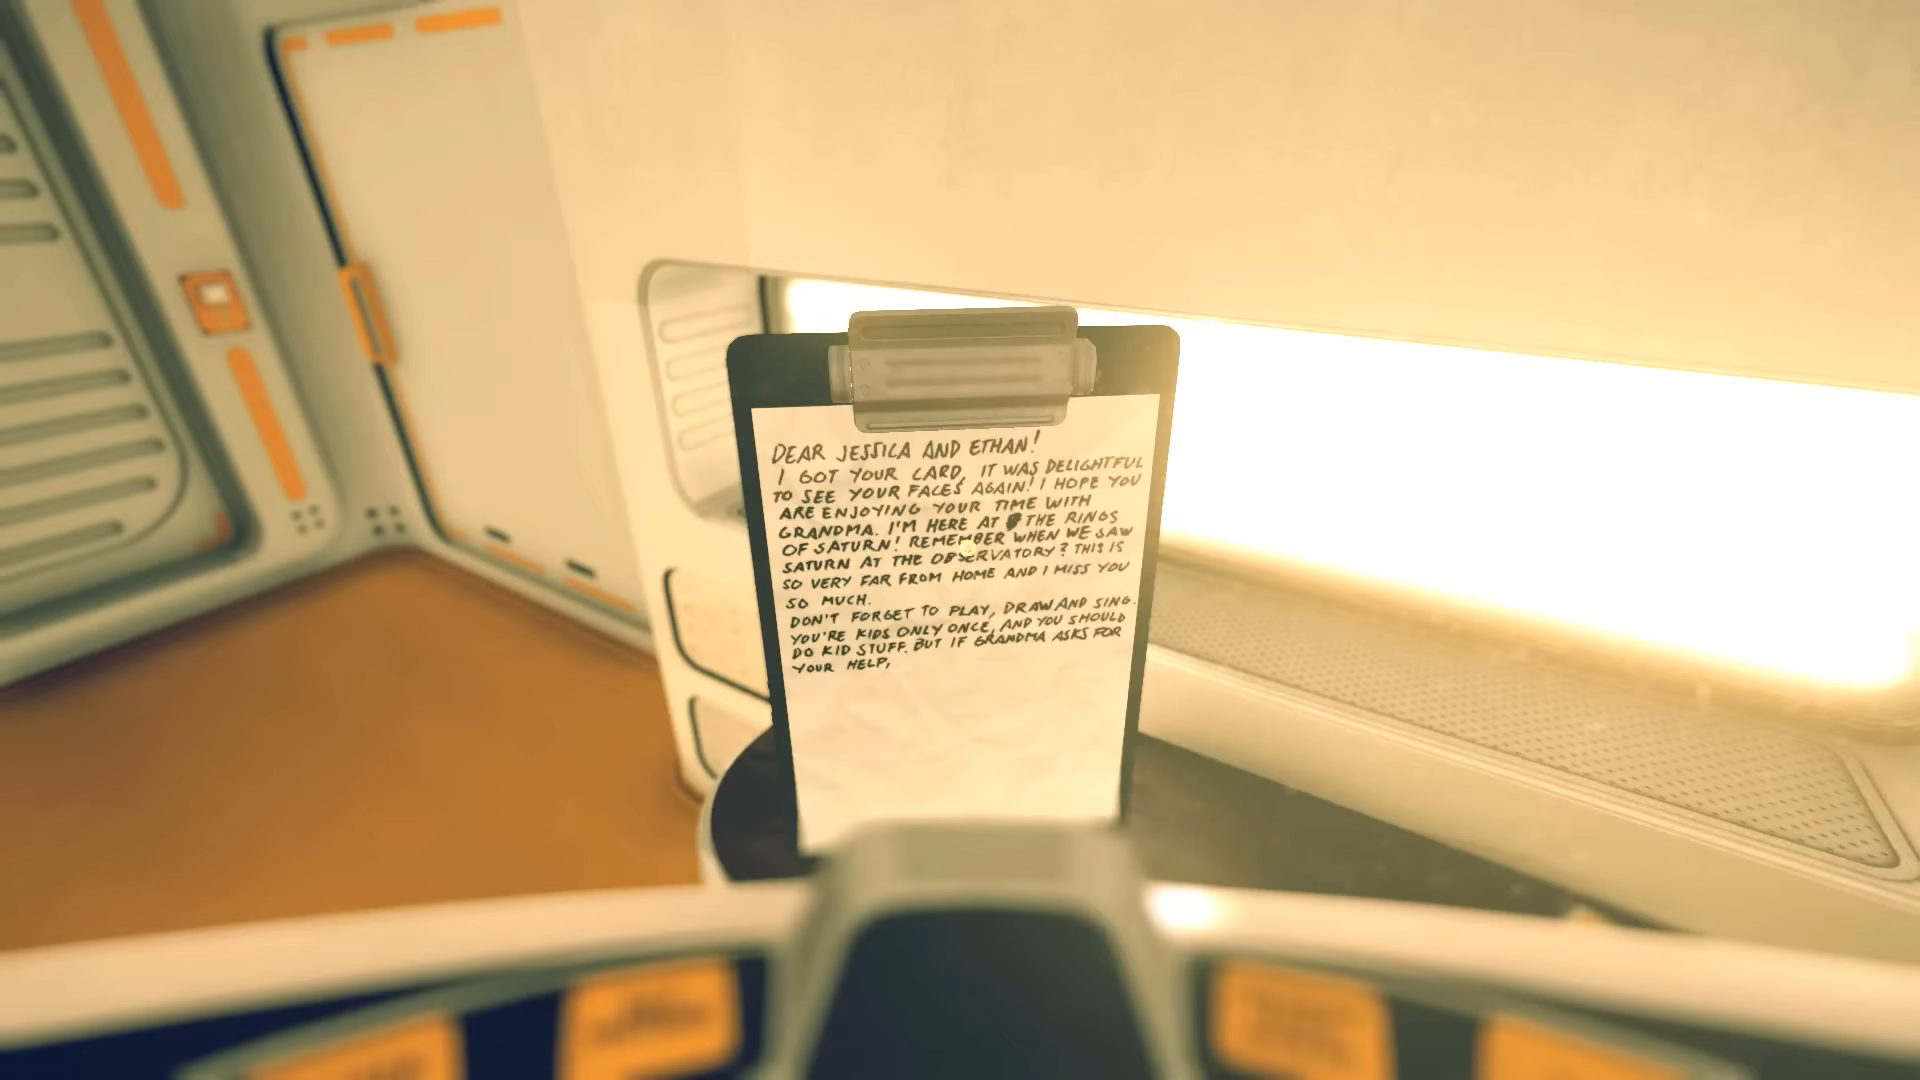 DEAR JESSICA AND ETHAN!
I GOT YOUR CARD, IT WAS DELIGHTFUL
TO SEE YOUR FACES AGAIN! I HOPE YOU
ARE ENJOYING YOUR TIME WITH
GRANDMA. I'M HERE AT THE RINGS
OF SATURN! REMEMBER WHEN WE SAW
SATURN AT THE OBSERVATORY? THIS IS
SO VERY FAR FROM HOME AND I MISS YOU
SO MUCH.
DON'T FORGET TO PLAY, DRAW AND SING.
YOU'RE KIDS ONLY ONCE, AND YOU SHOULD
DO KID STUFF. BUT IF GRANDMA ASKS FOR
YOUR HELP,